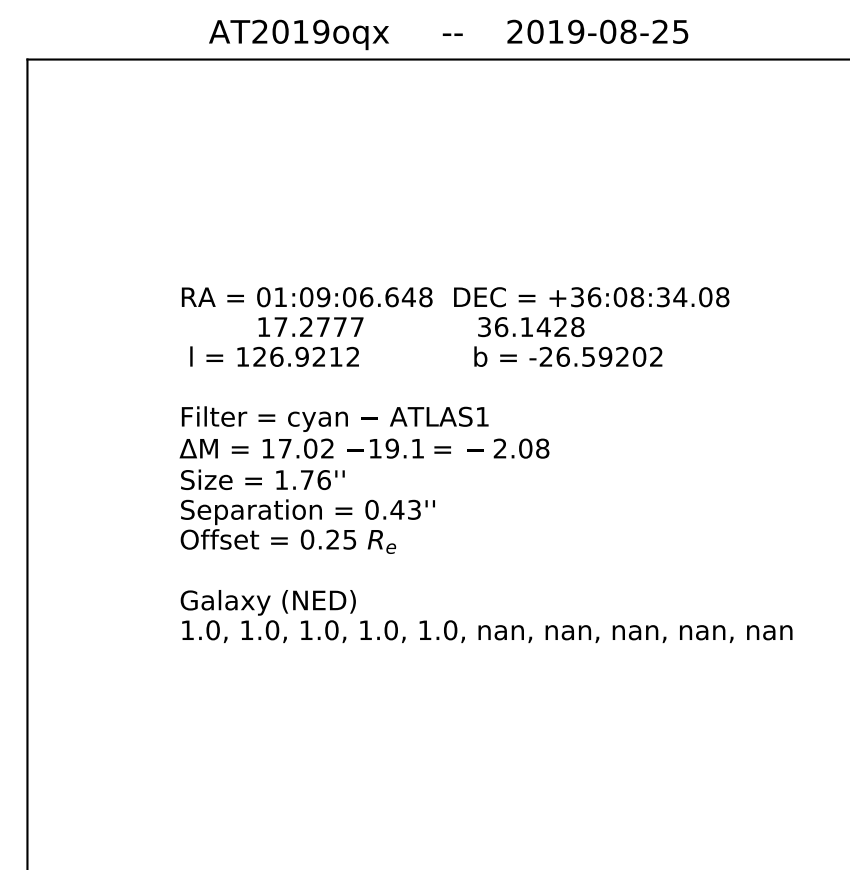 AT2019oqx -- 2019-08-25
RA = 01:09:06.648 DEC = +36:08:34.08
17.2777 36.1428
l = 126.9212 b = -26.59202
Filter = cyan − ATLAS1
ΔM = 17.02 −19.1 = − 2.08
Size = 1.76''
Separation = 0.43''
Offset = 0.25 Re
Galaxy (NED)
1.0, 1.0, 1.0, 1.0, 1.0, nan, nan, nan, nan, nan